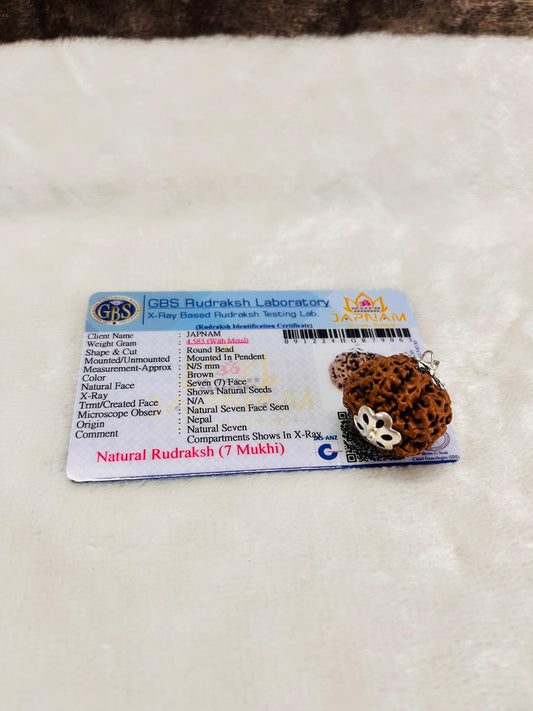 GBS
GBS Rudraksh Laboratory
X-Ray Based Rudraksh Testing Lab.
JAPNAM
(Rudraksh Identification Certificate)
Client Name : JAPNAM
Weight Gram : 4.583 (With Metal)
Shape & Cut : Round Bead
Mounted/Unmounted : Mounted In Pendent
Measurement-Approx : N/S mm
Color : Brown
Natural Face : Seven (7) Face
X-Ray : Shows Natural Seeds
Trmt/Created Face : N/A
Microscope Observ : Natural Seven Face Seen
Origin : Nepal
Comment : Natural Seven
Compartments Shows In X-Ray
Natural Rudraksh (7 Mukhi)
JAS-ANZ